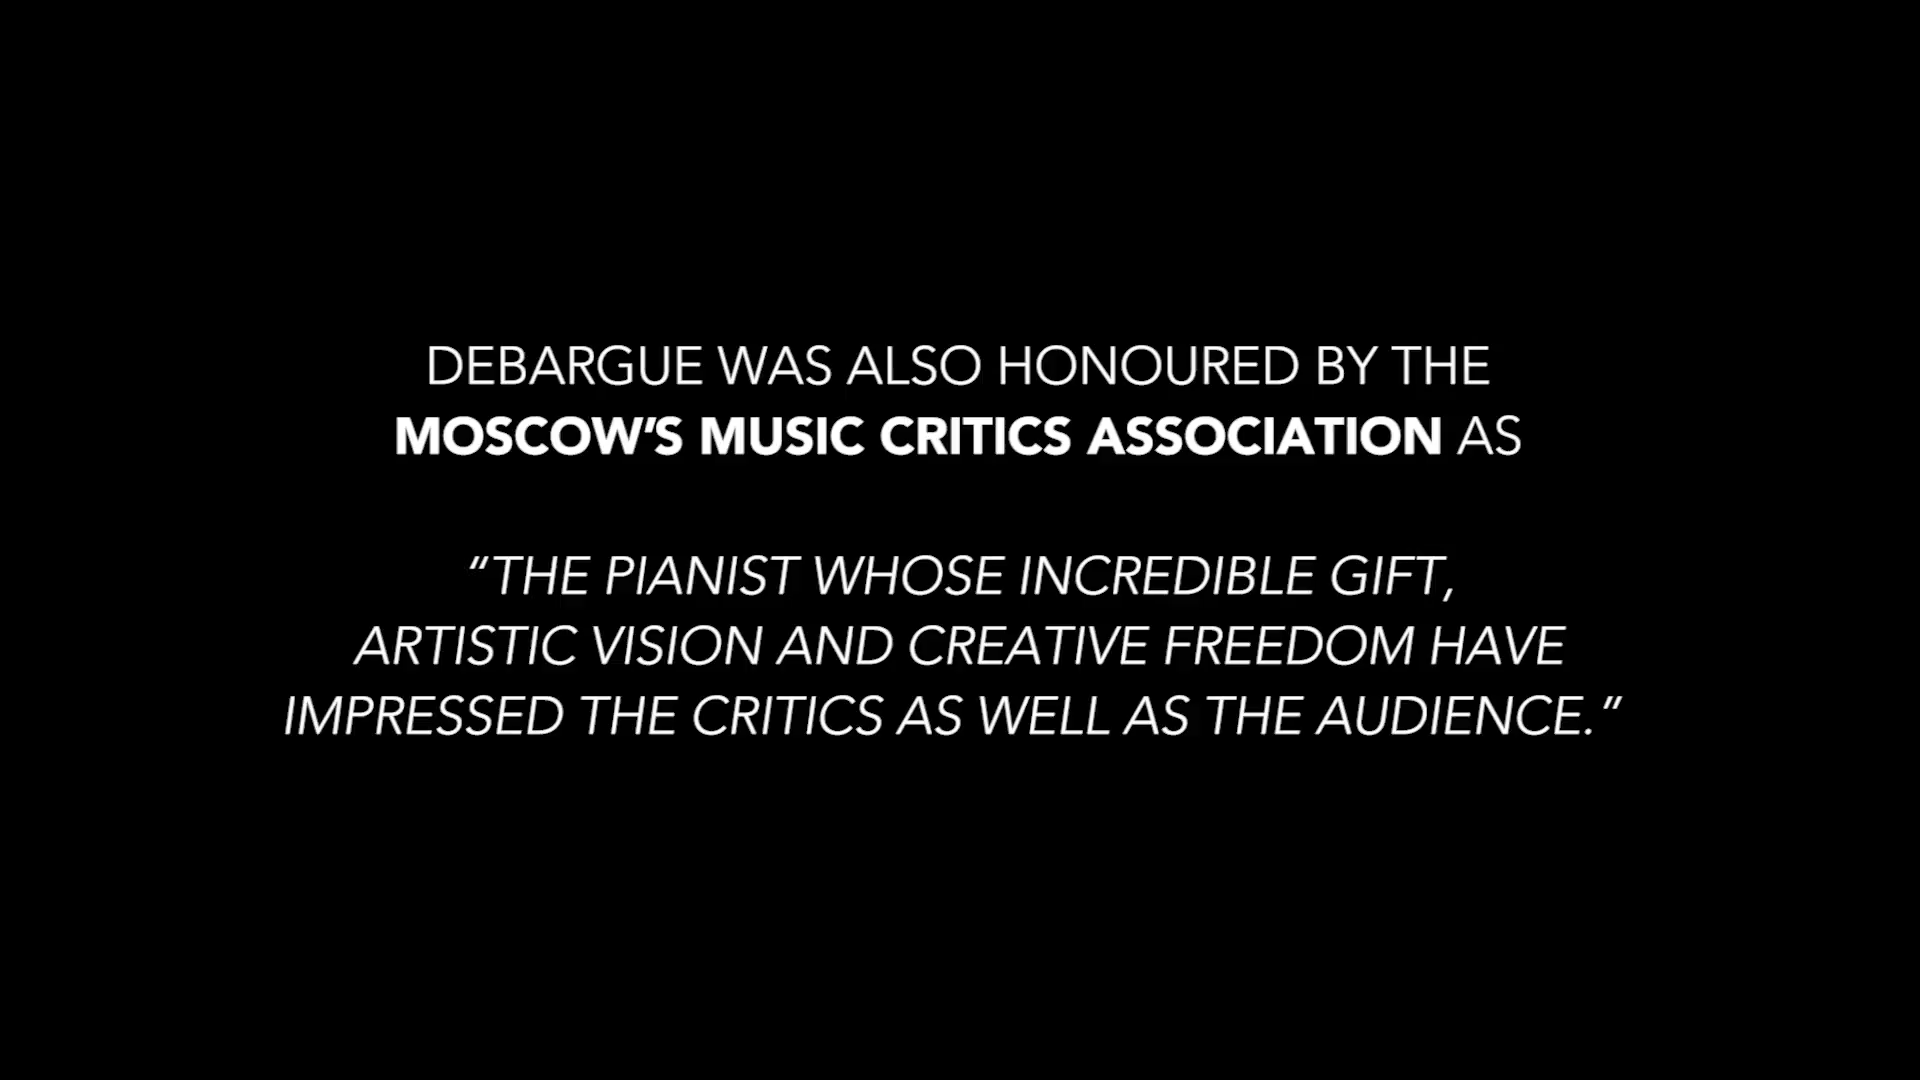 DEBARGUE WAS ALSO HONOURED BY THE
MOSCOW’S MUSIC CRITICS ASSOCIATION AS
“THE PIANIST WHOSE INCREDIBLE GIFT,
ARTISTIC VISION AND CREATIVE FREEDOM HAVE
IMPRESSED THE CRITICS AS WELL AS THE AUDIENCE.”